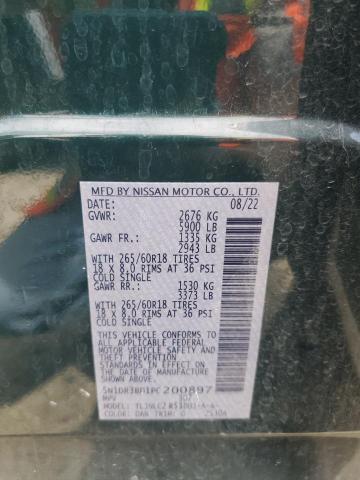 MFD BY NISSAN MOTOR CO., LTD.
DATE: 08/22
GVWR: 2676 KG
5900 LB
GAWR FR.: 1335 KG
2943 LB
WITH 265/60R18 TIRES
18 X 8.0 RIMS AT 36 PSI
COLD SINGLE
GAWR RR.: 1530 KG
3373 LB
WITH 265/60R18 TIRES
18 X 8.0 RIMS AT 36 PSI
COLD SINGLE
THIS VEHICLE CONFORMS TO
ALL APPLICABLE FEDERAL
MOTOR VEHICLE SAFETY AND
THEFT PREVENTION
STANDARDS IN EFFECT ON
THE DATE OF MANUFACTURE
SHOWN ABOVE.
200897
MPV
MODEL:
COLOR: TRIM: G